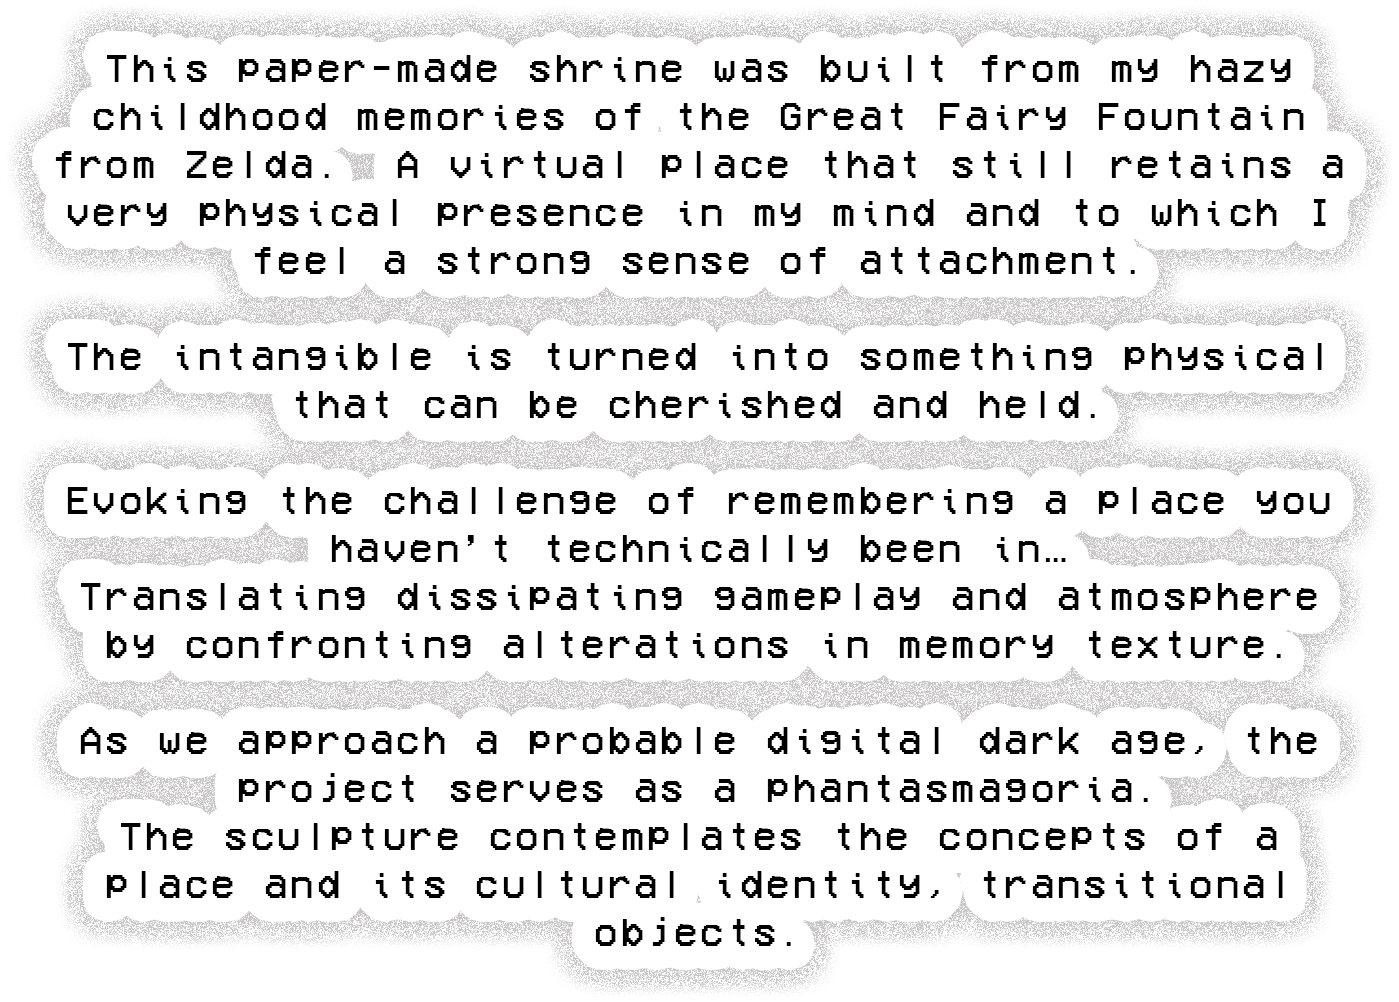 This paper-made shrine was built from my hazy
childhood memories of the Great Fairy Fountain
from Zelda. A virtual place that still retains a
very physical presence in my mind and to which I
feel a strong sense of attachment.
The intangible is turned into something physical
that can be cherished and held.
Evoking the challenge of remembering a place you
haven't technically been in…
Translating dissipating gameplay and atmosphere
by confronting alterations in memory texture.
As we approach a probable digital dark age, the
project serves as a phantasmagoria.
The sculpture contemplates the concepts of a
place and its cultural identity, transitional
objects.